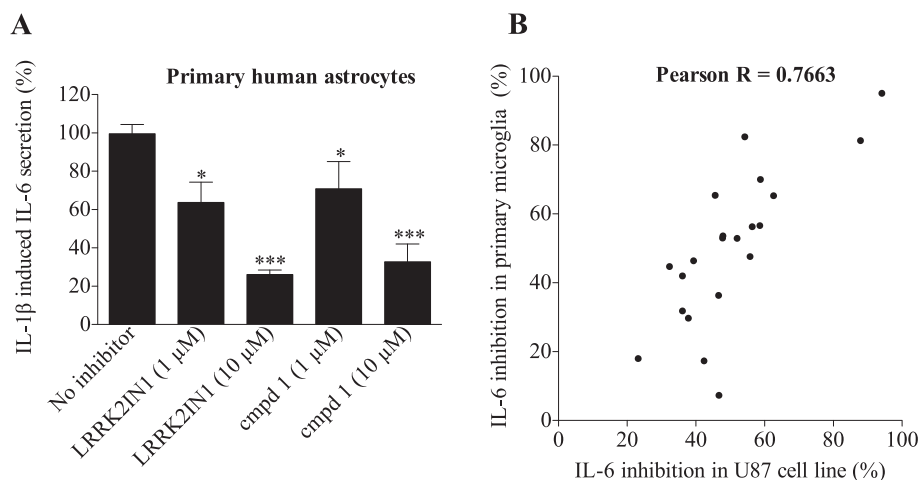 A
Primary human astrocytes
IL-1β induced IL-6 secretion (%)
120
100
80
60
40
20
0
*
***
*
***
No inhibitor
LRRK2IN1 (1 µM)
LRRK2IN1 (10 µM)
cmpd 1 (1 µM)
cmpd 1 (10 µM)
B
Pearson R = 0.7663
IL-6 inhibition in primary microglia (%)
100
80
60
40
20
0
0 20 40 60 80 100
IL-6 inhibition in U87 cell line (%)